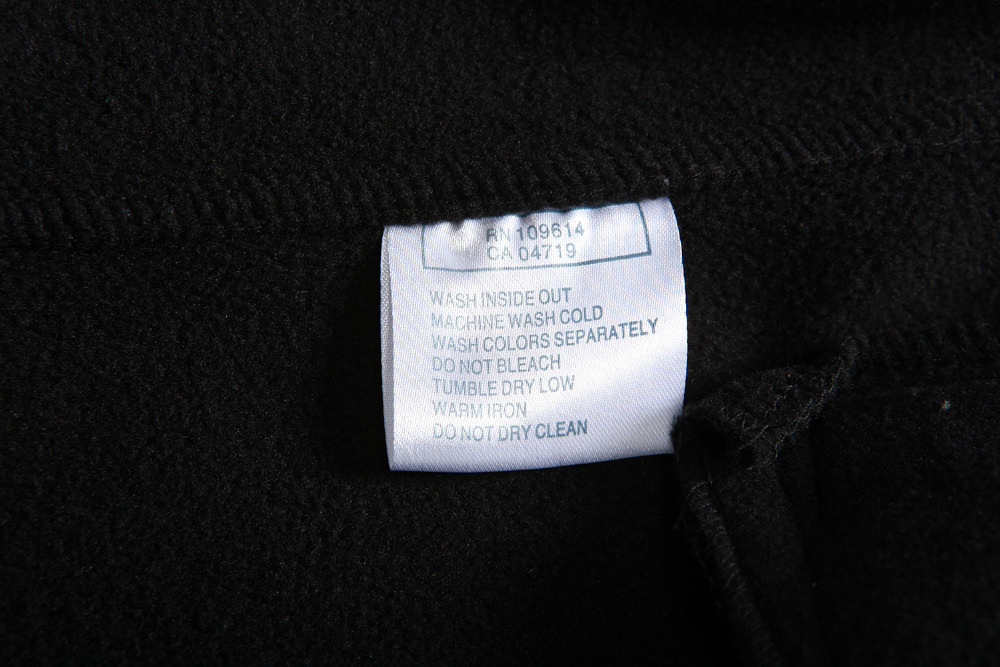 RN 109614
CA 04719
WASH INSIDE OUT
MACHINE WASH COLD
WASH COLORS SEPARATELY
DO NOT BLEACH
TUMBLE DRY LOW
WARM IRON
DO NOT DRY CLEAN